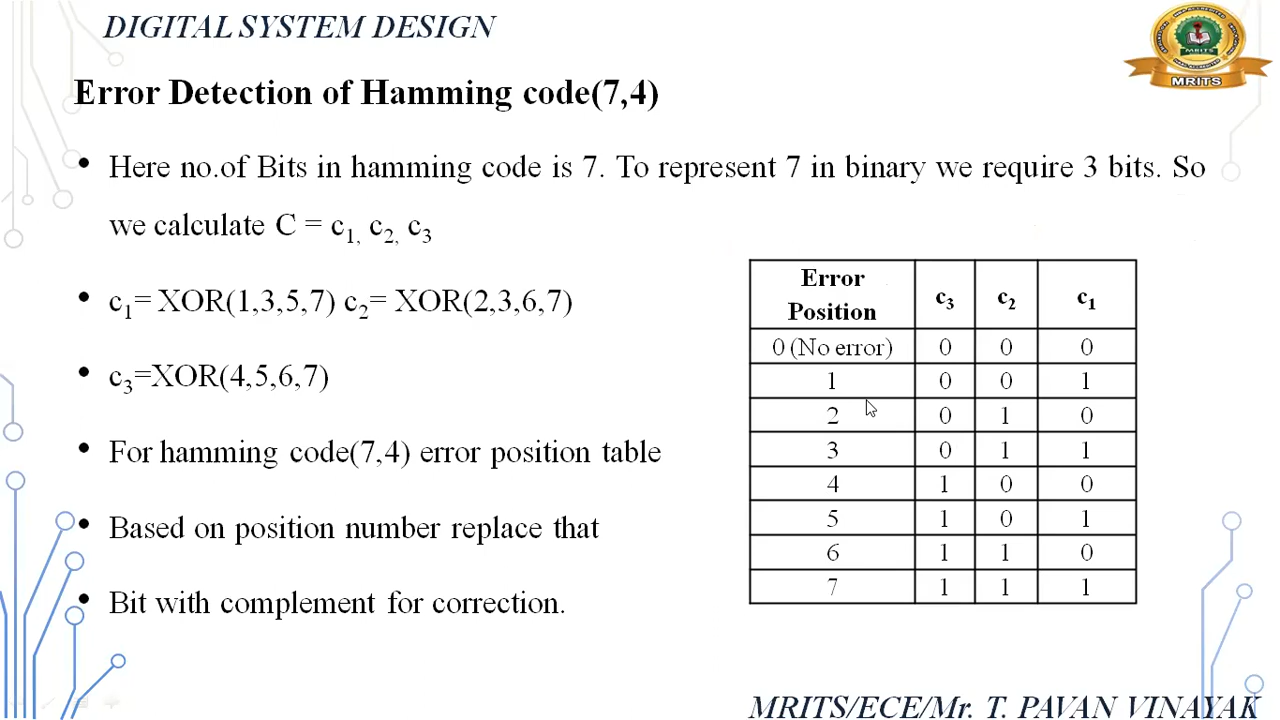 DIGITAL SYSTEM DESIGN
MRITS
Error Detection of Hamming code(7,4)
• Here no.of Bits in hamming code is 7. To represent 7 in binary we require 3 bits. So
we calculate C = c1, c2, c3
• c1= XOR(1,3,5,7) c2= XOR(2,3,6,7)
• c3=XOR(4,5,6,7)
• For hamming code(7,4) error position table
• Based on position number replace that
• Bit with complement for correction.
Error Position c3 c2 c1
0 (No error) 0 0 0
1 0 0 1
2 0 1 0
3 0 1 1
4 1 0 0
5 1 0 1
6 1 1 0
7 1 1 1
MRITS/ECE/Mr. T. PAVAN VINAYAK